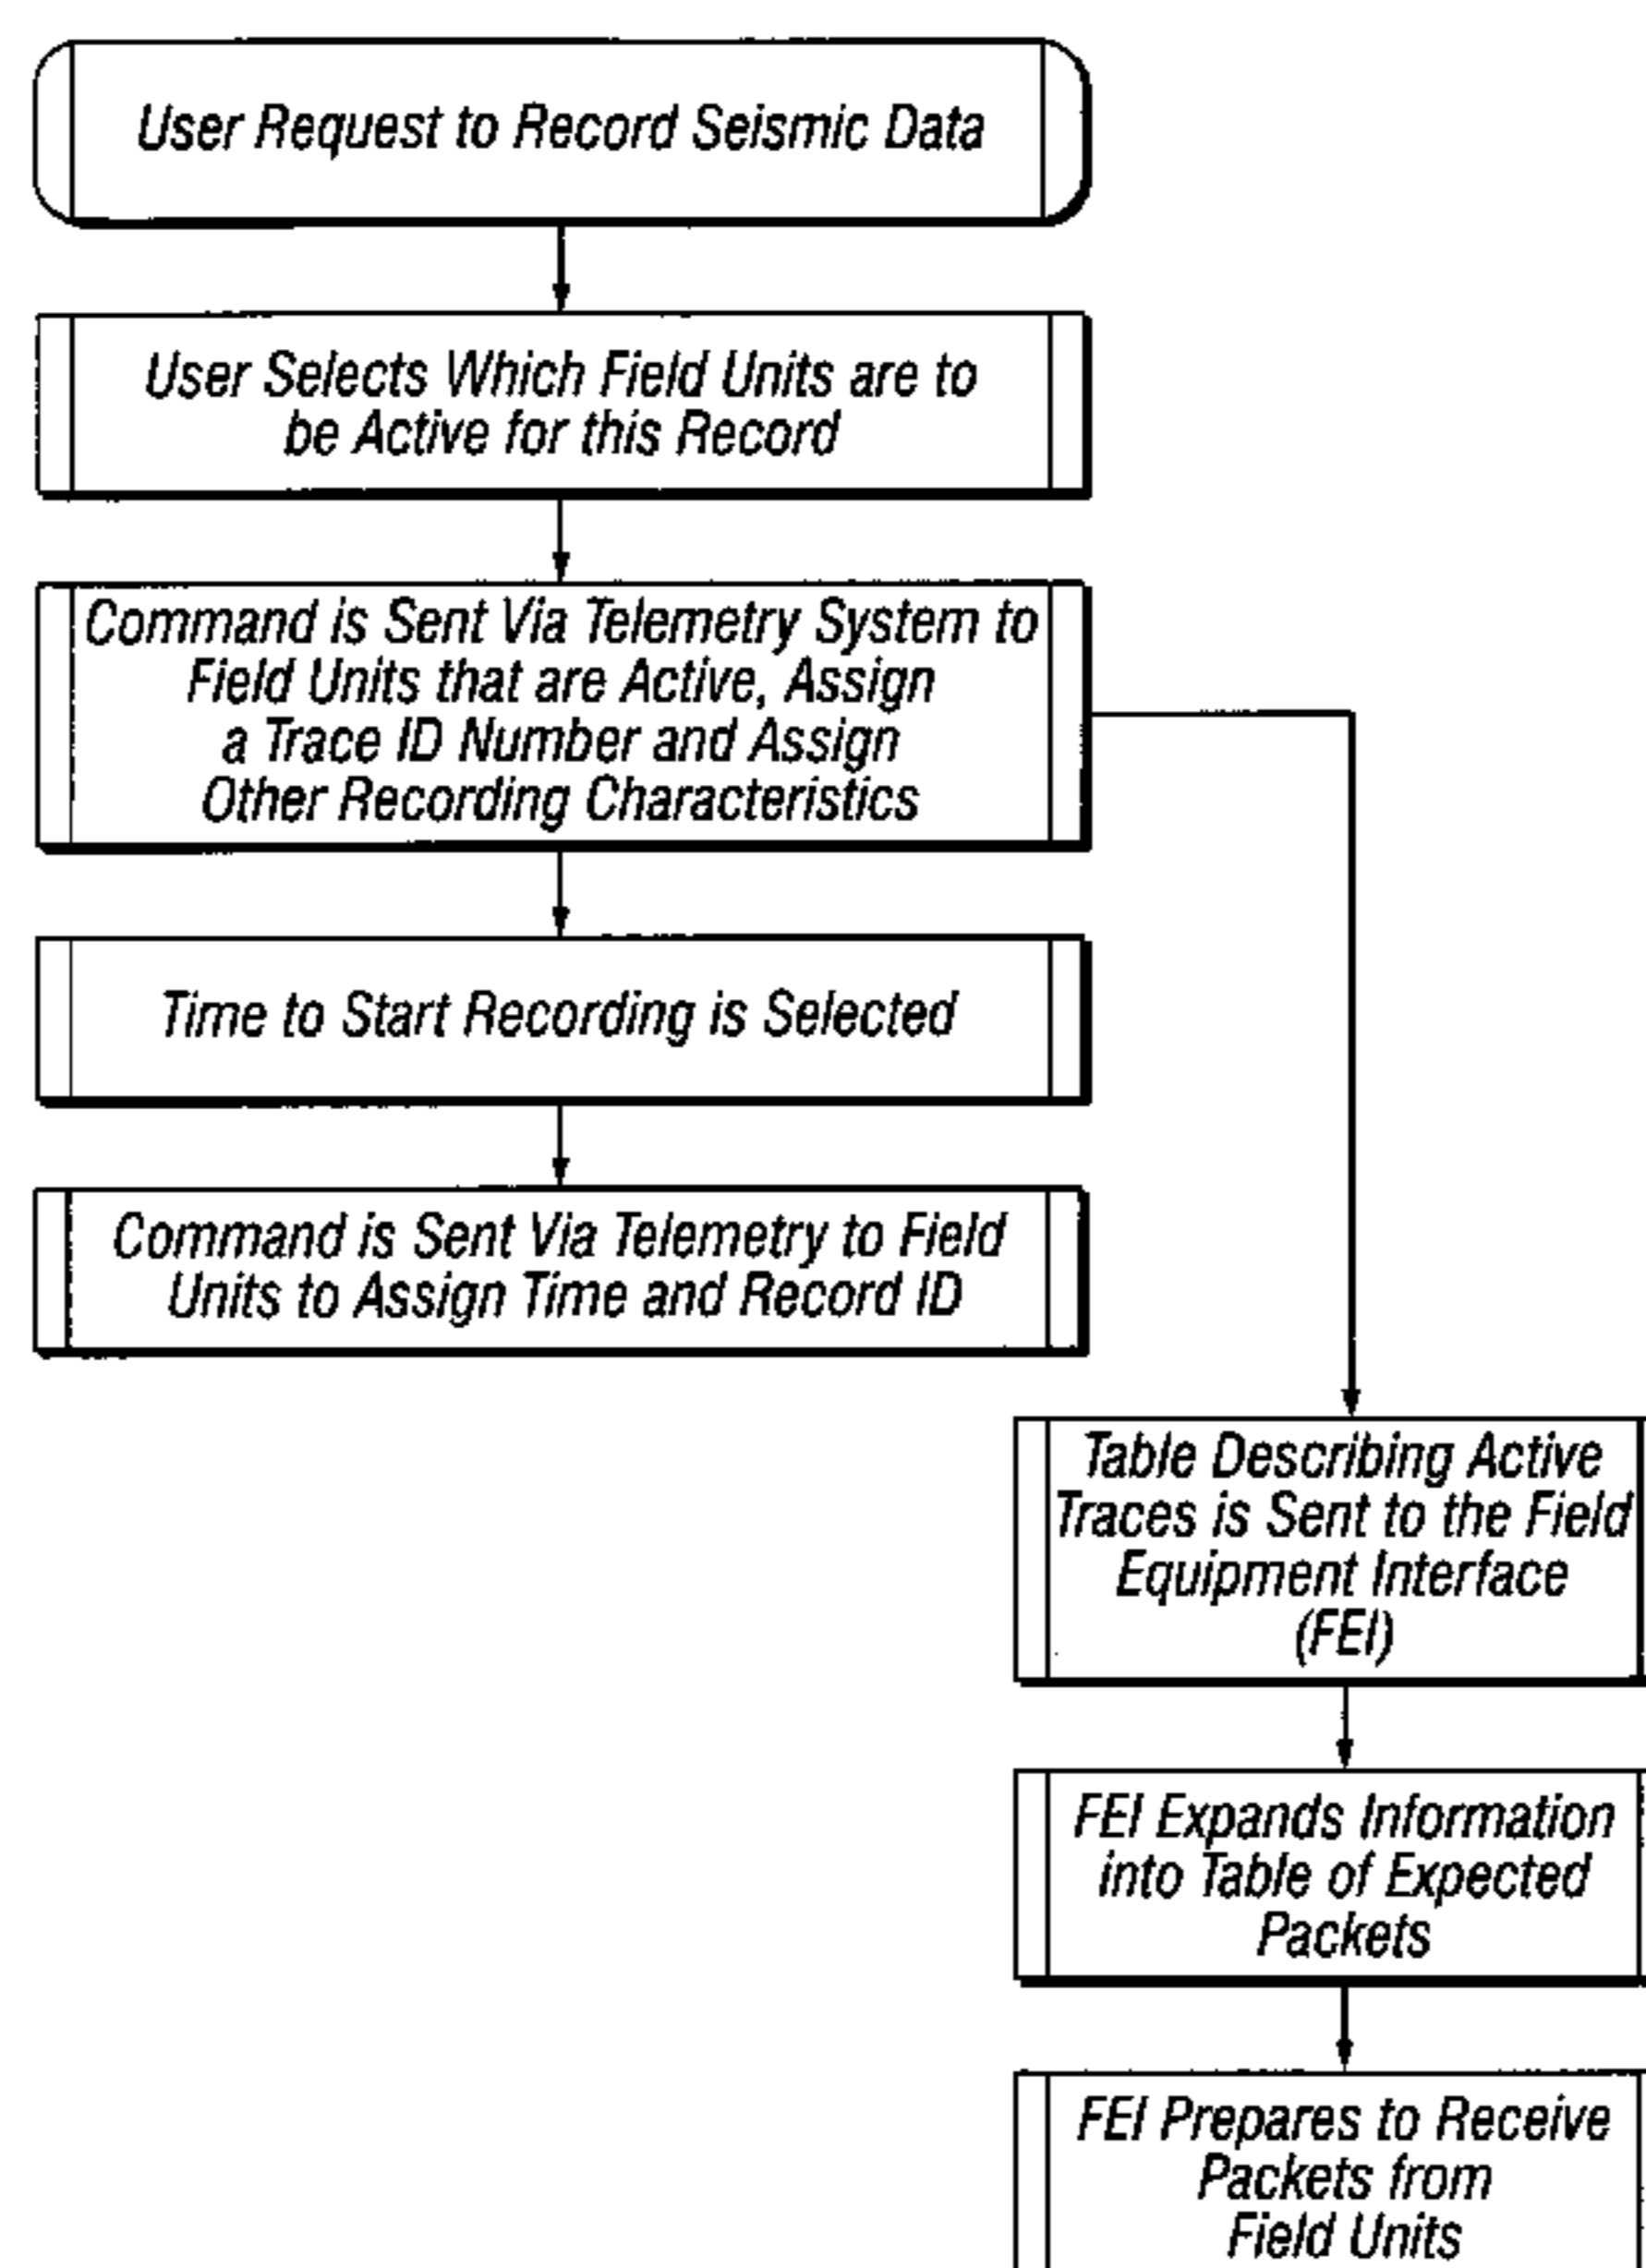 User Request to Record Seismic Data
User Selects Which Field Units are to
be Active for this Record
Command is Sent Via Telemetry System to
Field Units that are Active, Assign
a Trace ID Number and Assign
Other Recording Characteristics
Time to Start Recording is Selected
Command is Sent Via Telemetry to Field
Units to Assign Time and Record ID
Table Describing Active
Traces is Sent to the Field
Equipment Interface
(FEI)
FEI Expands Information
into Table of Expected
Packets
FEI Prepares to Receive
Packets from
Field Units